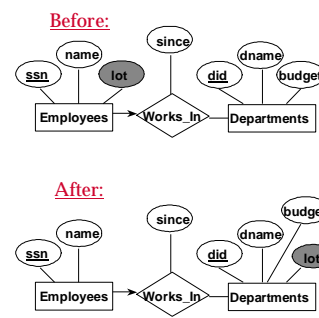 Before:
since
name
dname
ssn
lot
did
budget
Employees
Works_In
Departments
After:
since
name
dname
budge
ssn
did
lot
Employees
Works_In
Departments